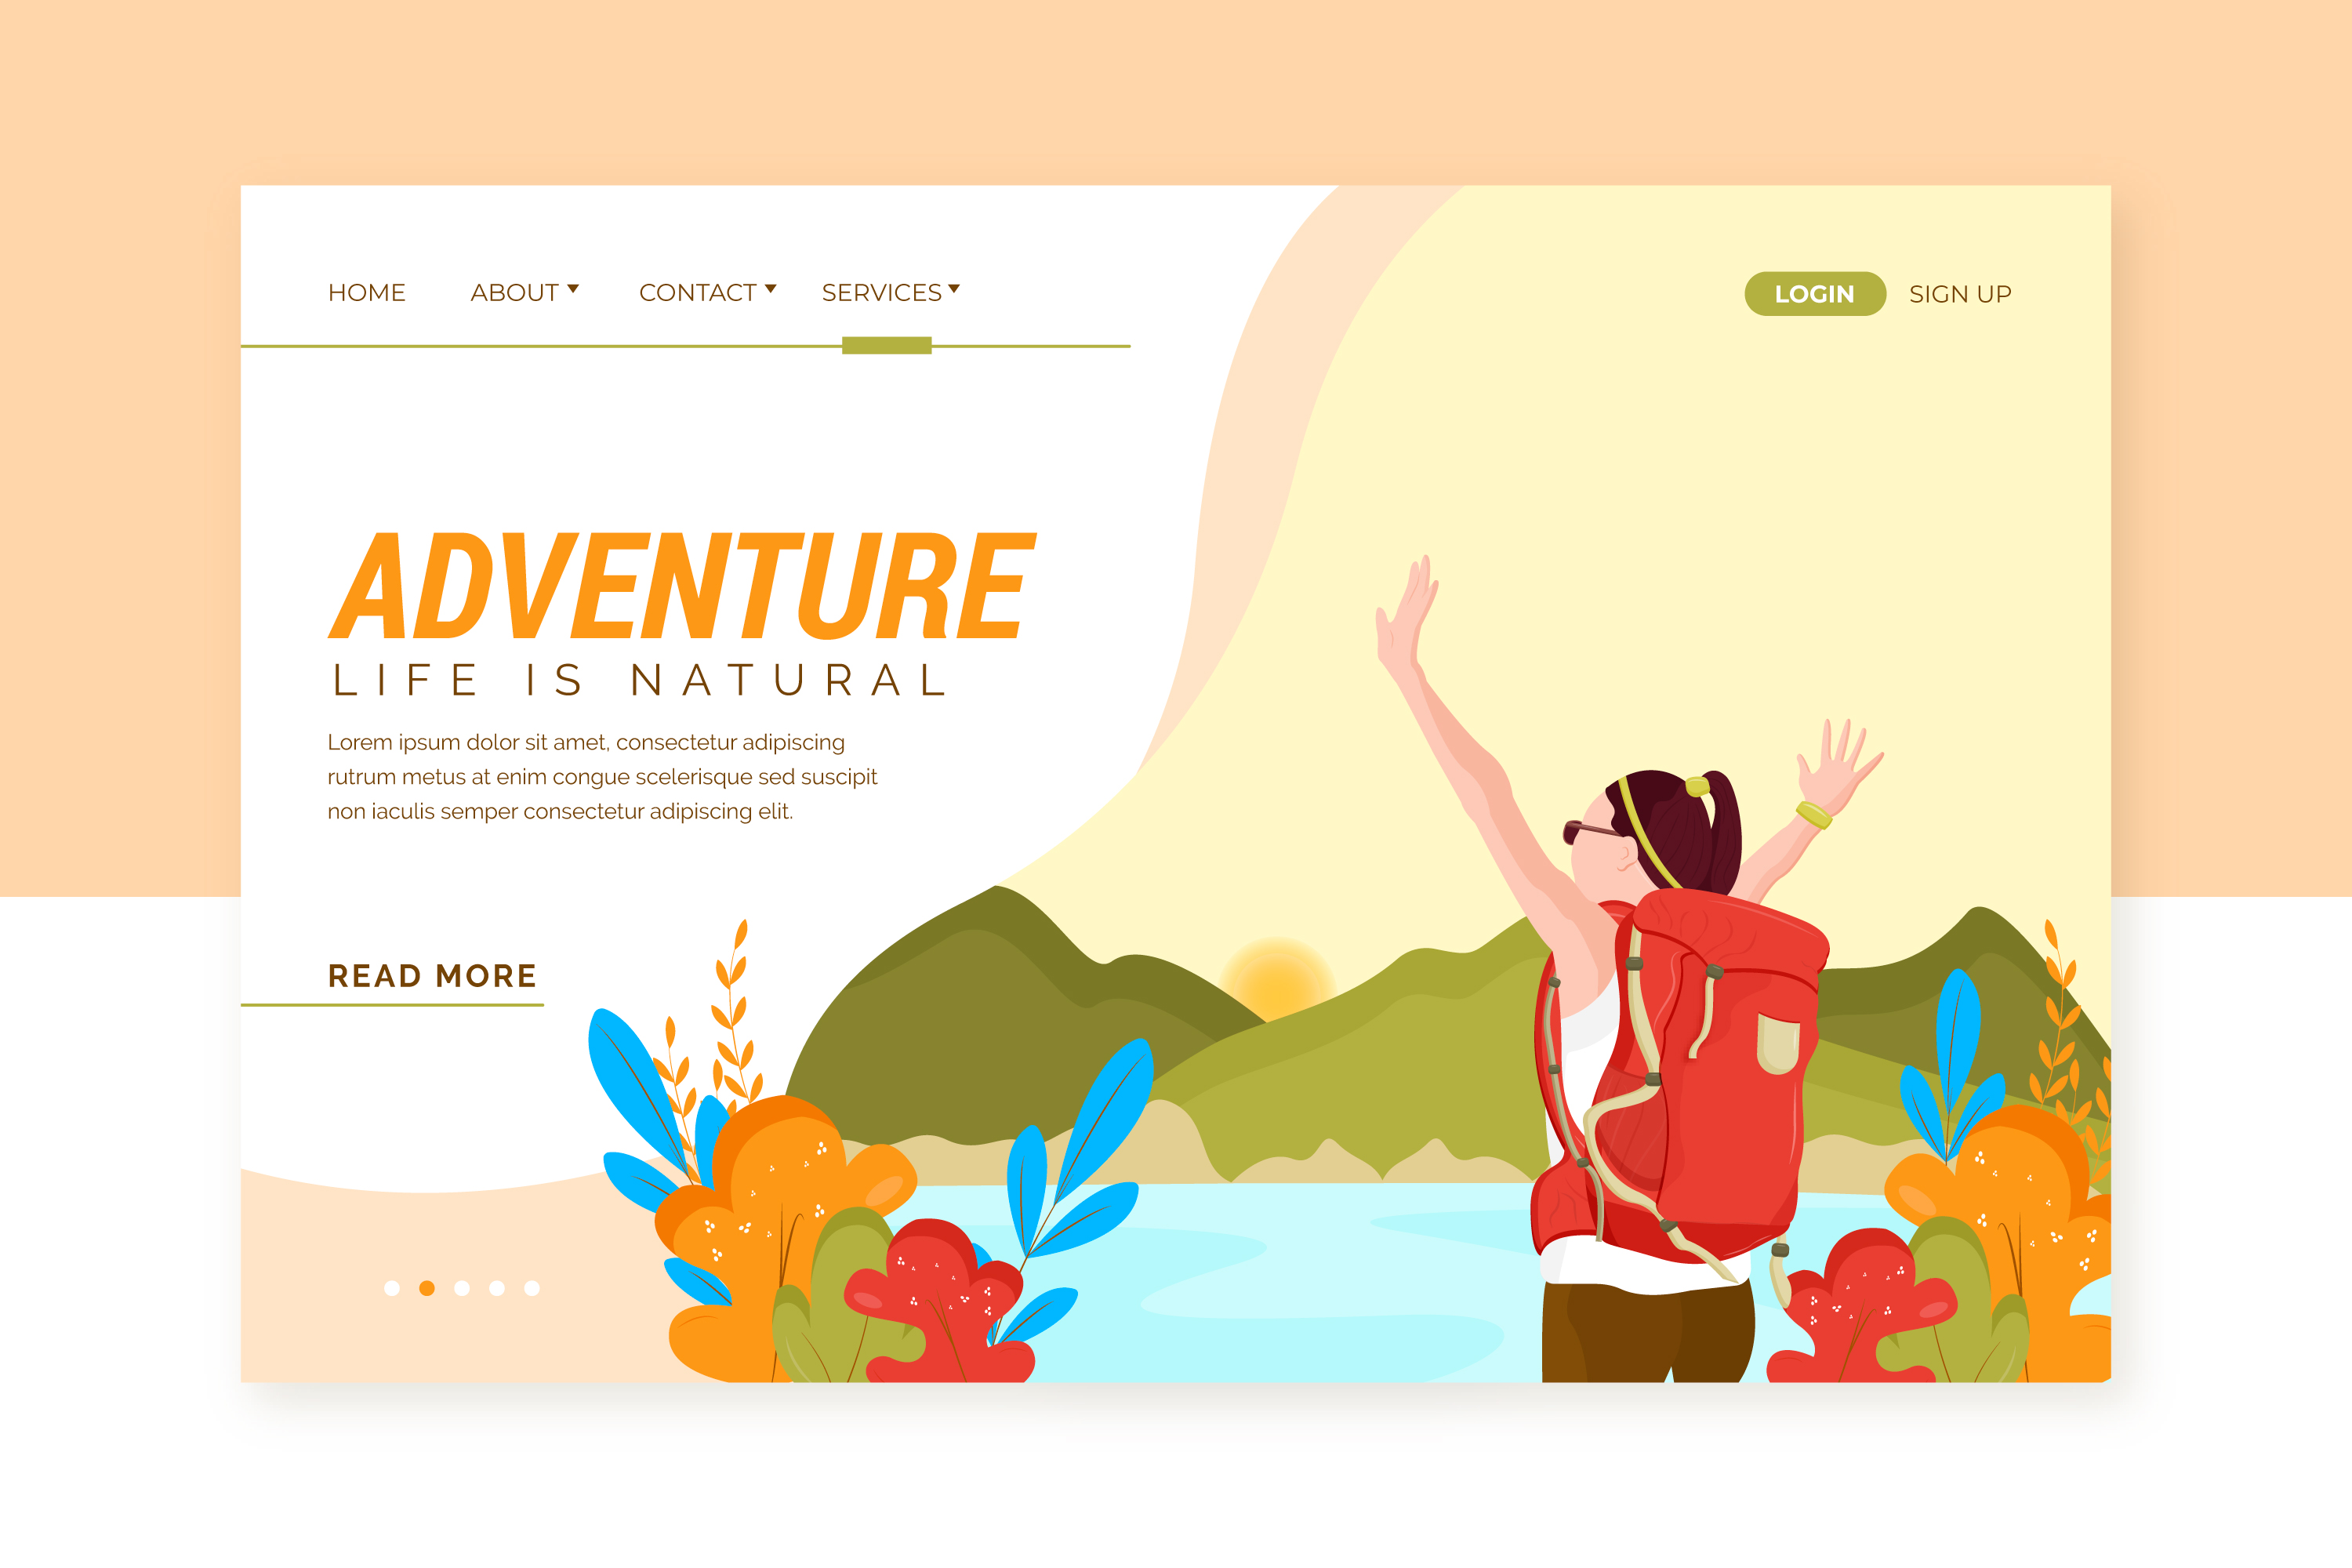 HOME ABOUT CONTACT SERVICES LOGIN SIGN UP
ADVENTURE
LIFE IS NATURAL
Lorem ipsum dolor sit amet, consectetur adipiscing
rutrum metus at enim congue scelerisque sed suscipit
non iaculis semper consectetur adipiscing elit.
READ MORE